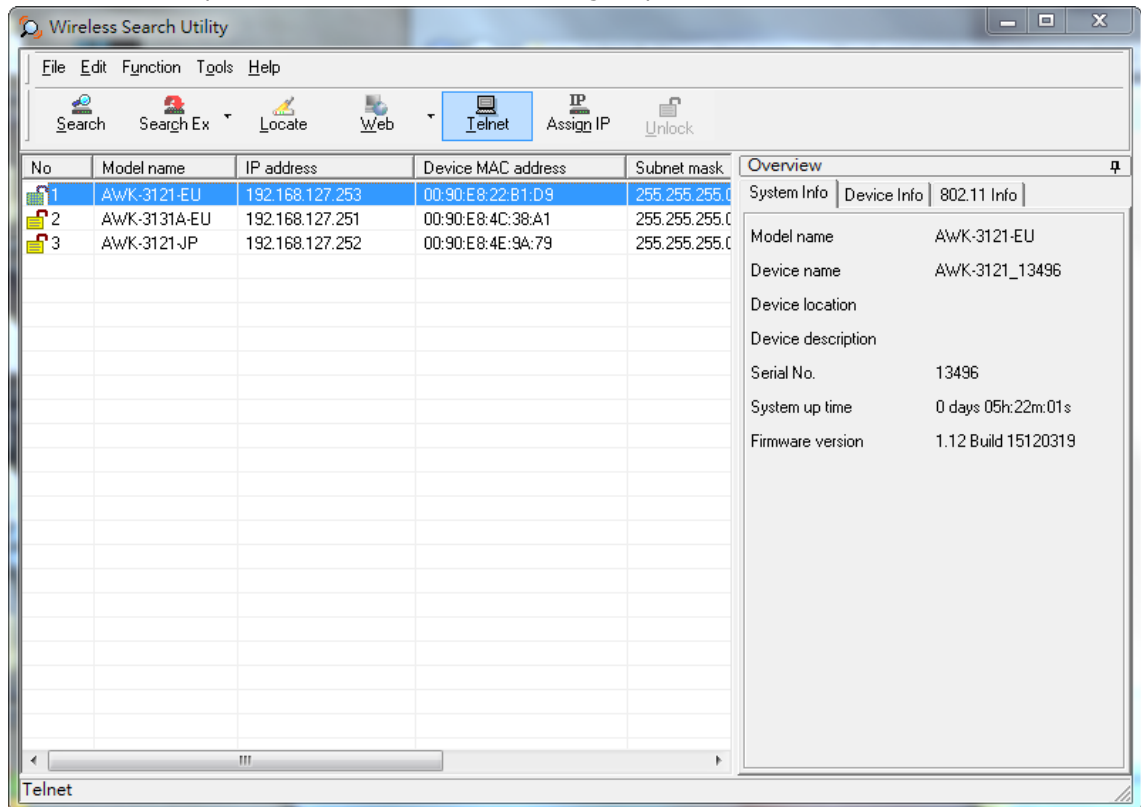 Wireless Search Utility
File Edit Function Tools Help
Search Search Ex Locate Web Telnet Assign IP Unlock
No Model name IP address Device MAC address Subnet mask
1 AWK-3121-EU 192.168.127.253 00:90:E8:22:B1:D9 255.255.255.0
2 AWK-3131A-EU 192.168.127.251 00:90:E8:4C:38:A1 255.255.255.0
3 AWK-3121-JP 192.168.127.252 00:90:E8:4E:9A:79 255.255.255.0
Overview
System Info Device Info 802.11 Info
Model name AWK-3121-EU
Device name AWK-3121_13496
Device location
Device description
Serial No. 13496
System up time 0 days 05h:22m:01s
Firmware version 1.12 Build 15120319
Telnet